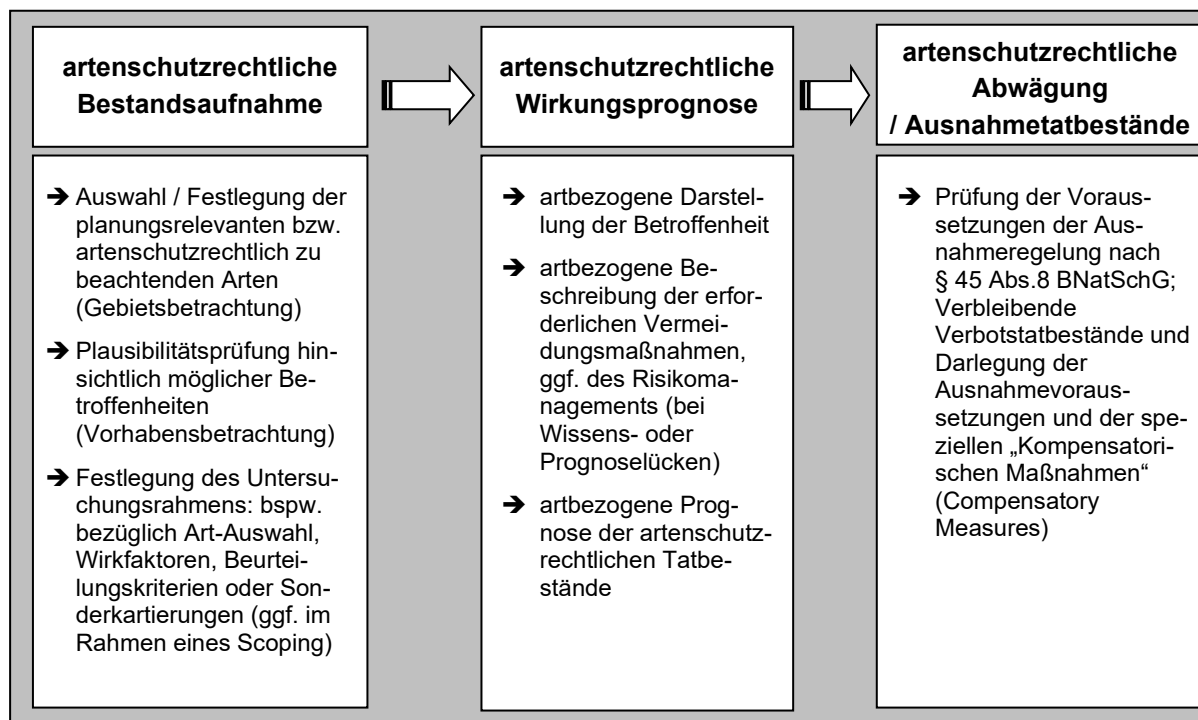 artenschutzrechtliche
Bestandsaufnahme
➔ Auswahl / Festlegung der
planungsrelevanten bzw.
artenschutzrechtlich zu
beachtenden Arten
(Gebietsbetrachtung)
➔ Plausibilitätsprüfung hin-
sichtlich möglicher Be-
troffenheiten
(Vorhabensbetrachtung)
➔ Festlegung des Untersu-
chungsrahmens: bspw.
bezüglich Art-Auswahl,
Wirkfaktoren, Beurtei-
lungskriterien oder Son-
derkartierungen (ggf. im
Rahmen eines Scoping)
artenschutzrechtliche
Wirkungsprognose
➔ artbezogene Darstel-
lung der Betroffenheit
➔ artbezogene Be-
schreibung der erfor-
derlichen Vermei-
dungsmaßnahmen,
ggf. des Risikoma-
nagements (bei
Wissens- oder
Prognoselücken)
➔ artbezogene Prog-
nose der artenschutz-
rechtlichen Tatbe-
stände
artenschutzrechtliche
Abwägung
/ Ausnahmetatbestände
➔ Prüfung der Voraus-
setzungen der Aus-
nahmeregelung nach
§ 45 Abs.8 BNatSchG;
Verbleibende
Verbotstatbestände und
Darlegung der
Ausnahmevoraus-
setzungen und der spe-
ziellen „Kompensatori-
schen Maßnahmen“
(Compensatory
Measures)